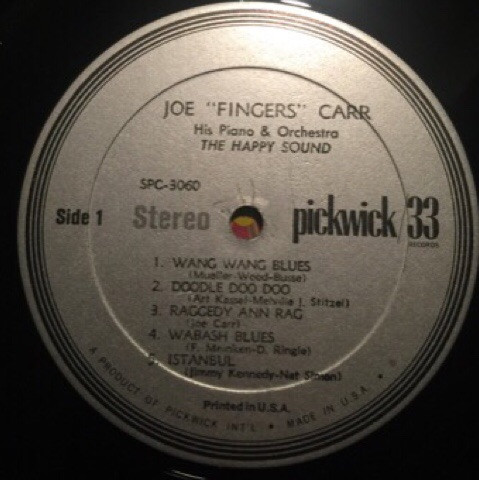 JOE "FINGERS" CARR
His Piano & Orchestra
THE HAPPY SOUND
SPC-3060
Side 1 Stereo pickwick/33
RECORDS
1. WANG WANG BLUES
(Mueller-Wood-Busse)
2. DOODLE DOO DOO
(Art Kassel-Melville J. Stitzel)
3. RAGGEDY ANN RAG
(Joe Carr)
4. WABASH BLUES
(F. Meinken-D. Ringle)
5. ISTANBUL
(Jimmy Kennedy-Nat Simon)
Printed in U.S.A.
A PRODUCT OF PICKWICK INT'L. ★ MADE IN U.S.A. ★